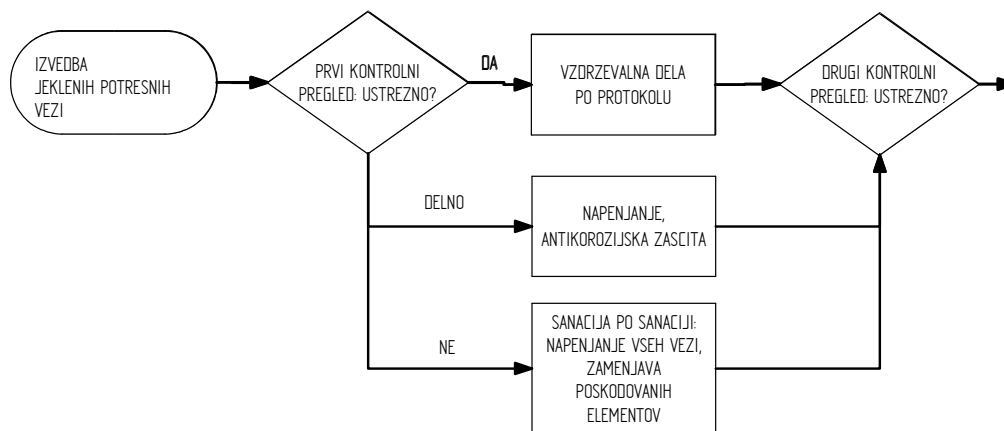 IZVEDBA
JEKLENIH POTRESNIH
VEZI
PRVI KONTROLNI
PREGLED: USTREZNO?
DA
VZDRZEVALNA DELA
PO PROTOKOLU
DRUGI KONTROLNI
PREGLED: USTREZNO?
DELNO
NAPENJANJE,
ANTIKOROZIJSKA ZASCITA
NE
SANACIJA PO SANACIJI:
NAPENJANJE VSEH VEZI,
ZAMENJAVA
POSKODOVANIH
ELEMENTOV